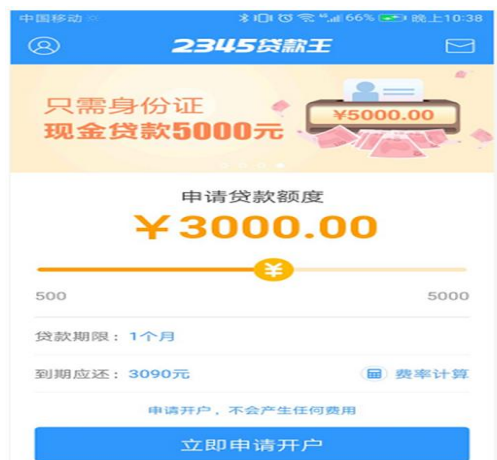 中国移动 66% 晚上10:38
2345贷款王
只需身份证
现金贷款5000元
¥5000.00
申请贷款额度
¥3000.00
¥
500 5000
贷款期限：1个月
到期应还：3090元 费率计算
申请开户，不会产生任何费用
立即申请开户